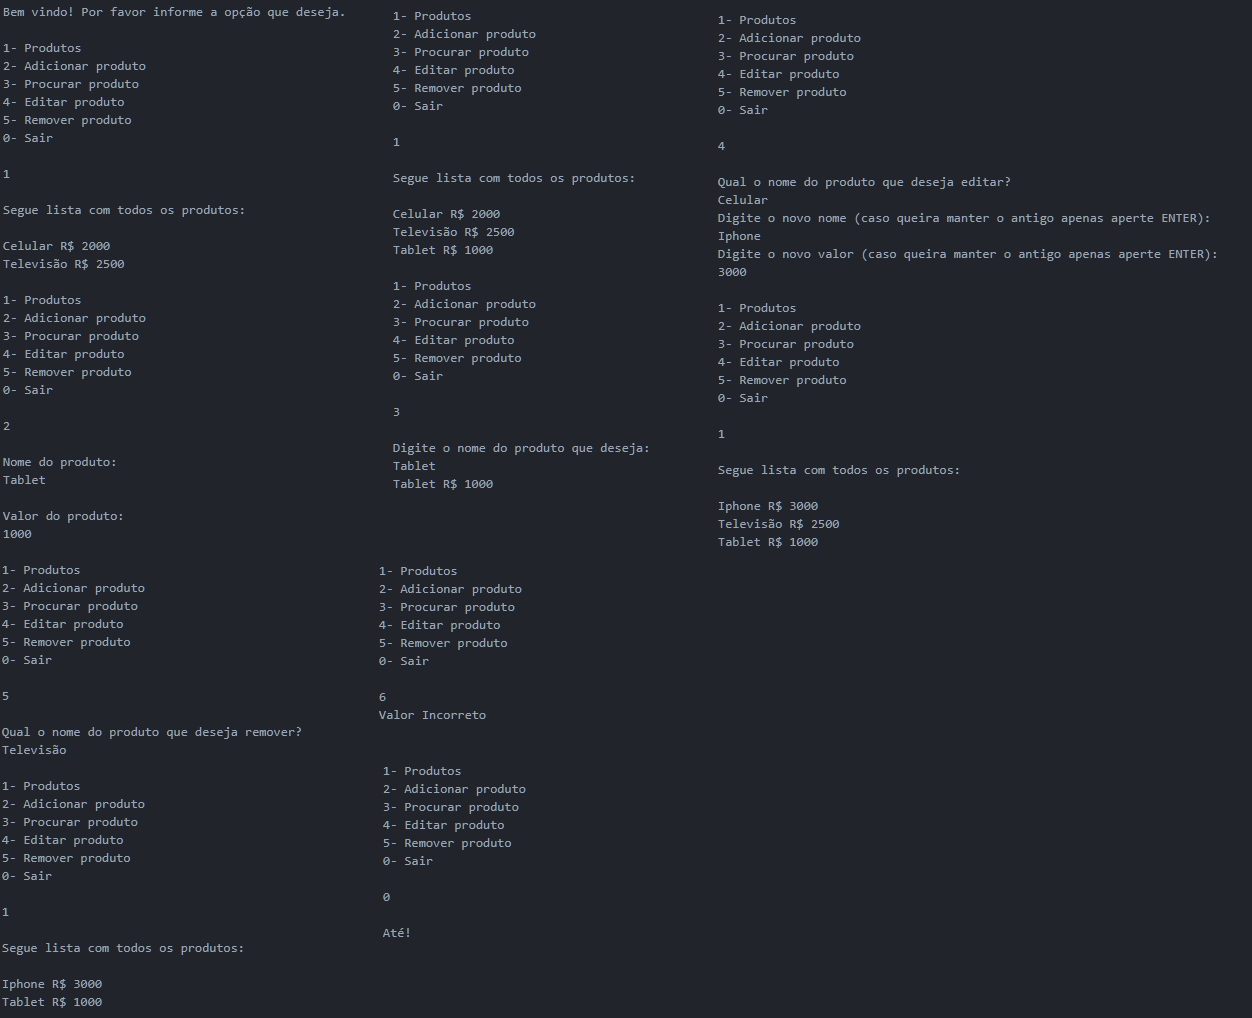 Bem vindo! Por favor informe a opção que deseja.
1- Produtos
2- Adicionar produto
3- Procurar produto
4- Editar produto
5- Remover produto
0- Sair
1
Segue lista com todos os produtos:
Celular R$ 2000
Televisão R$ 2500
1- Produtos
2- Adicionar produto
3- Procurar produto
4- Editar produto
5- Remover produto
0- Sair
2
Nome do produto:
Tablet
Valor do produto:
1000
1- Produtos
2- Adicionar produto
3- Procurar produto
4- Editar produto
5- Remover produto
0- Sair
1
Segue lista com todos os produtos:
Celular R$ 2000
Televisão R$ 2500
Tablet R$ 1000
1- Produtos
2- Adicionar produto
3- Procurar produto
4- Editar produto
5- Remover produto
0- Sair
3
Digite o nome do produto que deseja:
Tablet
Tablet R$ 1000
1- Produtos
2- Adicionar produto
3- Procurar produto
4- Editar produto
5- Remover produto
0- Sair
4
Qual o nome do produto que deseja editar?
Celular
Digite o novo nome (caso queira manter o antigo apenas aperte ENTER):
Iphone
Digite o novo valor (caso queira manter o antigo apenas aperte ENTER):
3000
1- Produtos
2- Adicionar produto
3- Procurar produto
4- Editar produto
5- Remover produto
0- Sair
1
Segue lista com todos os produtos:
Iphone R$ 3000
Televisão R$ 2500
Tablet R$ 1000
1- Produtos
2- Adicionar produto
3- Procurar produto
4- Editar produto
5- Remover produto
0- Sair
5
Qual o nome do produto que deseja remover?
Televisão
1- Produtos
2- Adicionar produto
3- Procurar produto
4- Editar produto
5- Remover produto
0- Sair
1
Segue lista com todos os produtos:
Iphone R$ 3000
Tablet R$ 1000
1- Produtos
2- Adicionar produto
3- Procurar produto
4- Editar produto
5- Remover produto
0- Sair
6
Valor Incorreto
1- Produtos
2- Adicionar produto
3- Procurar produto
4- Editar produto
5- Remover produto
0- Sair
0
Até!